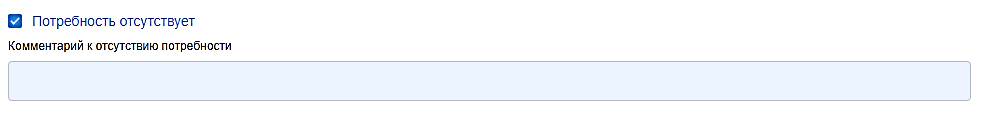 Потребность отсутствует
Комментарий к отсутствию потребности